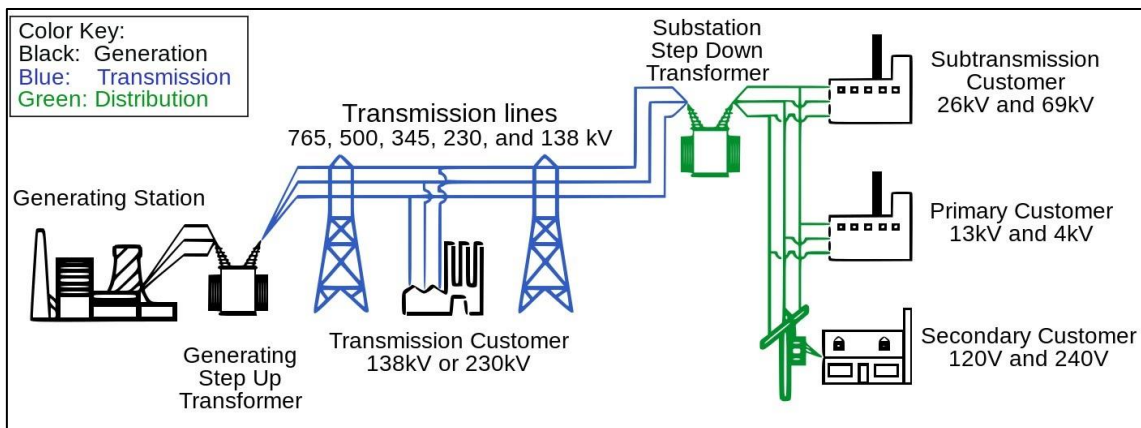 Color Key:
Black: Generation
Blue: Transmission
Green: Distribution
Generating Station
Generating
Step Up
Transformer
Transmission lines
765, 500, 345, 230, and 138 kV
Transmission Customer
138kV or 230kV
Substation
Step Down
Transformer
Subtransmission
Customer
26kV and 69kV
Primary Customer
13kV and 4kV
Secondary Customer
120V and 240V